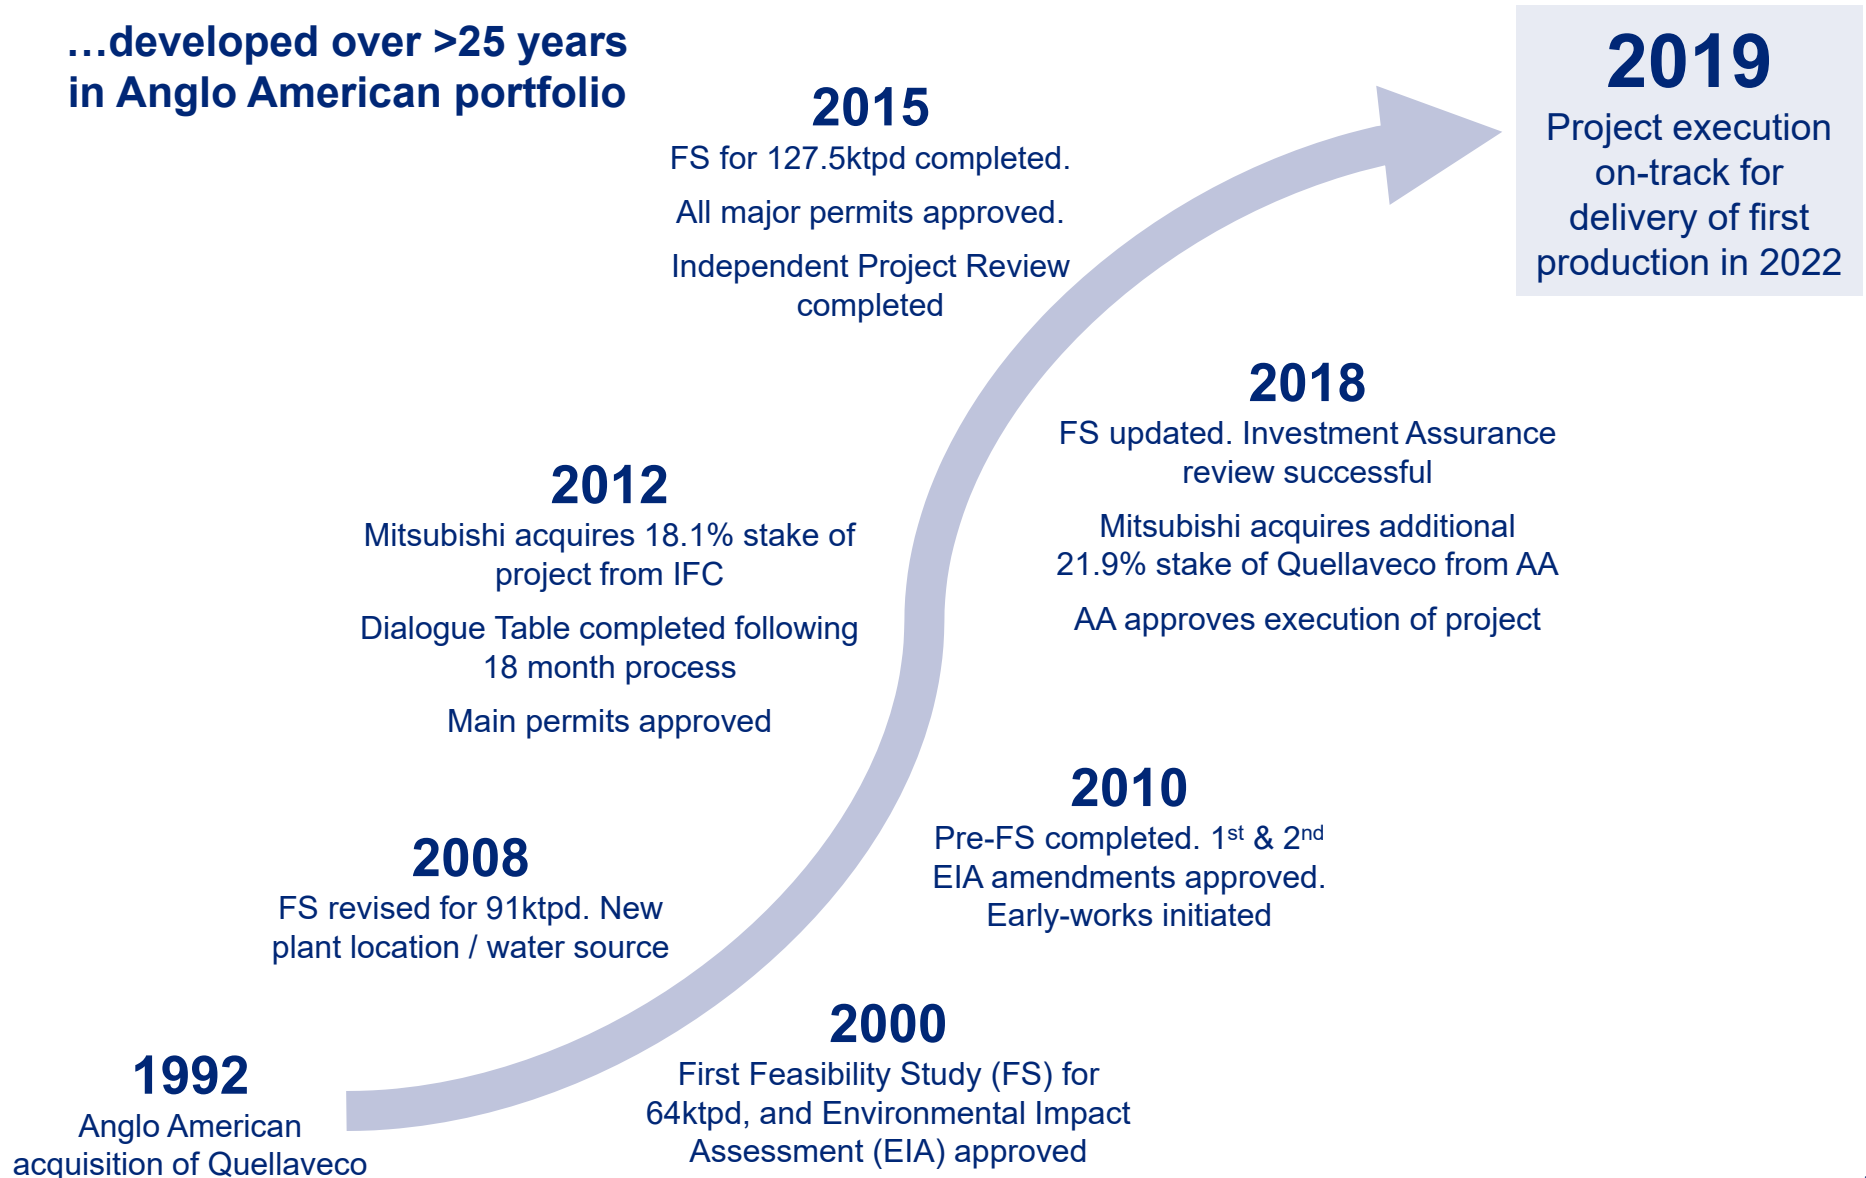 …developed over >25 years
in Anglo American portfolio
2015
FS for 127.5ktpd completed.
All major permits approved.
Independent Project Review
completed
2019
Project execution
on-track for
delivery of first
production in 2022
2018
FS updated. Investment Assurance
review successful
Mitsubishi acquires additional
21.9% stake of Quellaveco from AA
AA approves execution of project
2012
Mitsubishi acquires 18.1% stake of
project from IFC
Dialogue Table completed following
18 month process
Main permits approved
2010
Pre-FS completed. 1st & 2nd
EIA amendments approved.
Early-works initiated
2008
FS revised for 91ktpd. New
plant location / water source
2000
First Feasibility Study (FS) for
64ktpd, and Environmental Impact
Assessment (EIA) approved
1992
Anglo American
acquisition of Quellaveco